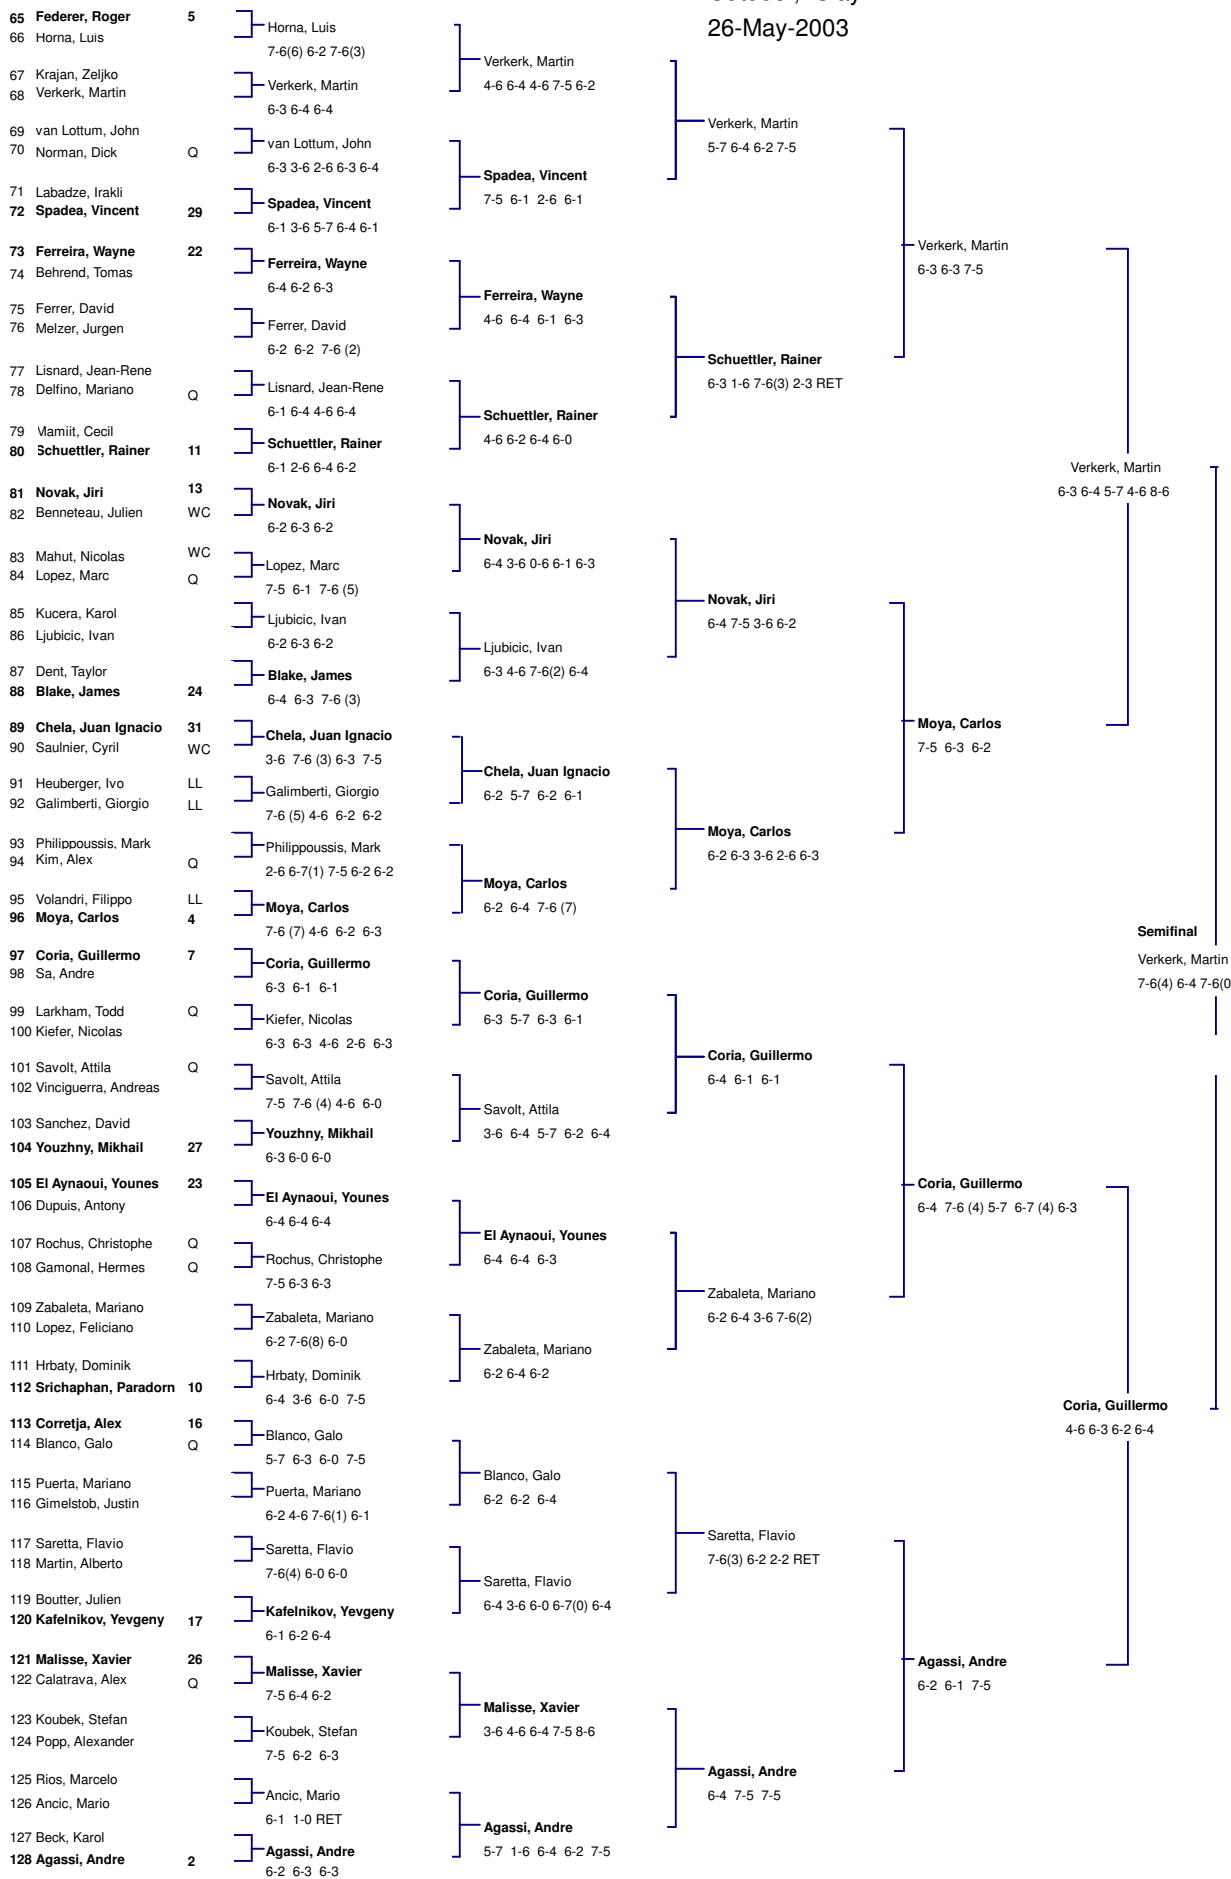 26-May-2003
65 Federer, Roger 5
66 Horna, Luis
67 Krajan, Zeljko
68 Verkerk, Martin
69 van Lottum, John
70 Norman, Dick Q
71 Labadze, Irakli
72 Spadea, Vincent 29
73 Ferreira, Wayne 22
74 Behrend, Tomas
75 Ferrer, David
76 Melzer, Jurgen
77 Lisnard, Jean-Rene
78 Delfino, Mariano Q
79 Mamiit, Cecil
80 Schuettler, Rainer 11
81 Novak, Jiri 13
82 Benneteau, Julien WC
83 Mahut, Nicolas WC
84 Lopez, Marc Q
85 Kucera, Karol
86 Ljubicic, Ivan
87 Dent, Taylor
88 Blake, James 24
89 Chela, Juan Ignacio 31
90 Saulnier, Cyril WC
91 Heuberger, Ivo LL
92 Galimberti, Giorgio LL
93 Philippoussis, Mark
94 Kim, Alex Q
95 Volandri, Filippo LL
96 Moya, Carlos 4
97 Coria, Guillermo 7
98 Sa, Andre
99 Larkham, Todd Q
100 Kiefer, Nicolas
101 Savolt, Attila Q
102 Vinciguerra, Andreas
103 Sanchez, David
104 Youzhny, Mikhail 27
105 El Aynaoui, Younes 23
106 Dupuis, Antony
107 Rochus, Christophe Q
108 Gamonal, Hermes Q
109 Zabaleta, Mariano
110 Lopez, Feliciano
111 Hrbaty, Dominik
112 Srichaphan, Paradorn 10
113 Corretja, Alex 16
114 Blanco, Galo Q
115 Puerta, Mariano
116 Gimelstob, Justin
117 Saretta, Flavio
118 Martin, Alberto
119 Boutter, Julien
120 Kafelnikov, Yevgeny 17
121 Malisse, Xavier 26
122 Calatrava, Alex Q
123 Koubek, Stefan
124 Popp, Alexander
125 Rios, Marcelo
126 Ancic, Mario
127 Beck, Karol
128 Agassi, Andre 2
Horna, Luis
7-6(6) 6-2 7-6(3)
Verkerk, Martin
6-3 6-4 6-4
van Lottum, John
6-3 3-6 2-6 6-3 6-4
Spadea, Vincent
6-1 3-6 5-7 6-4 6-1
Ferreira, Wayne
6-4 6-2 6-3
Ferrer, David
6-2 6-2 7-6 (2)
Lisnard, Jean-Rene
6-1 6-4 4-6 6-4
Schuettler, Rainer
6-1 2-6 6-4 6-2
Novak, Jiri
6-2 6-3 6-2
Lopez, Marc
7-5 6-1 7-6 (5)
Ljubicic, Ivan
6-2 6-3 6-2
Blake, James
6-4 6-3 7-6 (3)
Chela, Juan Ignacio
3-6 7-6 (3) 6-3 7-5
Galimberti, Giorgio
7-6 (5) 4-6 6-2 6-2
Philippoussis, Mark
2-6 6-7(1) 7-5 6-2 6-2
Moya, Carlos
7-6 (7) 4-6 6-2 6-3
Coria, Guillermo
6-3 6-1 6-1
Kiefer, Nicolas
6-3 6-3 4-6 2-6 6-3
Savolt, Attila
7-5 7-6 (4) 4-6 6-0
Youzhny, Mikhail
6-3 6-0 6-0
El Aynaoui, Younes
6-4 6-4 6-4
Rochus, Christophe
7-5 6-3 6-3
Zabaleta, Mariano
6-2 7-6(8) 6-0
Hrbaty, Dominik
6-4 3-6 6-0 7-5
Blanco, Galo
5-7 6-3 6-0 7-5
Puerta, Mariano
6-2 4-6 7-6(1) 6-1
Saretta, Flavio
7-6(4) 6-0 6-0
Kafelnikov, Yevgeny
6-1 6-2 6-4
Malisse, Xavier
7-5 6-4 6-2
Koubek, Stefan
7-5 6-2 6-3
Ancic, Mario
6-1 1-0 RET
Agassi, Andre
6-2 6-3 6-3
Verkerk, Martin
4-6 6-4 4-6 7-5 6-2
Spadea, Vincent
7-5 6-1 2-6 6-1
Ferreira, Wayne
4-6 6-4 6-1 6-3
Schuettler, Rainer
4-6 6-2 6-4 6-0
Novak, Jiri
6-4 3-6 0-6 6-1 6-3
Ljubicic, Ivan
6-3 4-6 7-6(2) 6-4
Chela, Juan Ignacio
6-2 5-7 6-2 6-1
Moya, Carlos
6-2 6-4 7-6 (7)
Coria, Guillermo
6-3 5-7 6-3 6-1
Savolt, Attila
3-6 6-4 5-7 6-2 6-4
El Aynaoui, Younes
6-4 6-4 6-3
Zabaleta, Mariano
6-2 6-4 6-2
Blanco, Galo
6-2 6-2 6-4
Saretta, Flavio
6-4 3-6 6-0 6-7(0) 6-4
Malisse, Xavier
3-6 4-6 6-4 7-5 8-6
Agassi, Andre
5-7 1-6 6-4 6-2 7-5
Verkerk, Martin
5-7 6-4 6-2 7-5
Schuettler, Rainer
6-3 1-6 7-6(3) 2-3 RET
Novak, Jiri
6-4 7-5 3-6 6-2
Moya, Carlos
6-2 6-3 3-6 2-6 6-3
Coria, Guillermo
6-4 6-1 6-1
Zabaleta, Mariano
6-2 6-4 3-6 7-6(2)
Saretta, Flavio
7-6(3) 6-2 2-2 RET
Agassi, Andre
6-4 7-5 7-5
Verkerk, Martin
6-3 6-3 7-5
Moya, Carlos
7-5 6-3 6-2
Coria, Guillermo
6-4 7-6 (4) 5-7 6-7 (4) 6-3
Agassi, Andre
6-2 6-1 7-5
Verkerk, Martin
6-3 6-4 5-7 4-6 8-6
Coria, Guillermo
4-6 6-3 6-2 6-4
Semifinal
Verkerk, Martin
7-6(4) 6-4 7-6(0